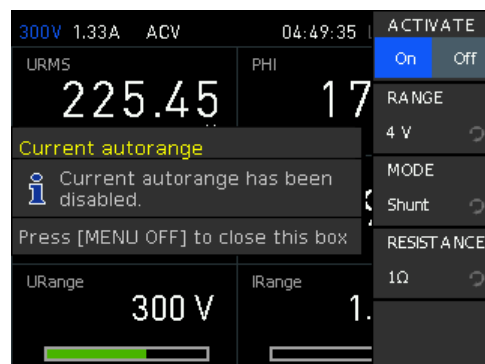 300V 1.33A ACV 04:49:35
URMS
225.45
PHI
17
Current autorange
Current autorange has been
disabled.
Press [MENU OFF] to close this box
URange
300 V
IRange
1.
ACTIVATE
On Off
RANGE
4 V
MODE
Shunt
RESISTANCE
1Ω